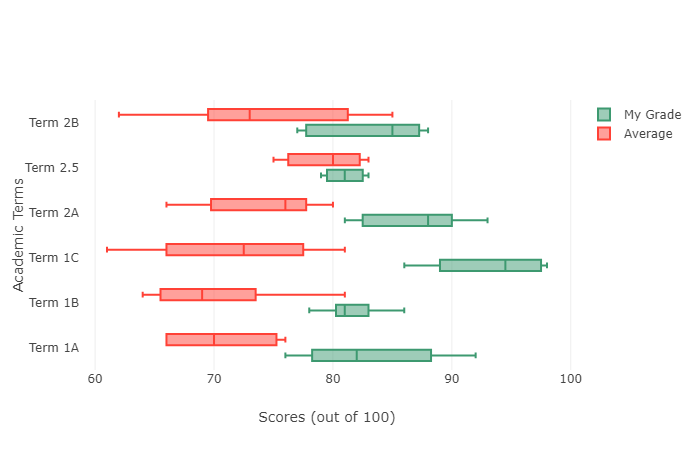 My Grade
Average
Term 2B
Term 2.5
Term 2A
Term 1C
Term 1B
Term 1A
Academic Terms
60 70 80 90 100
Scores (out of 100)